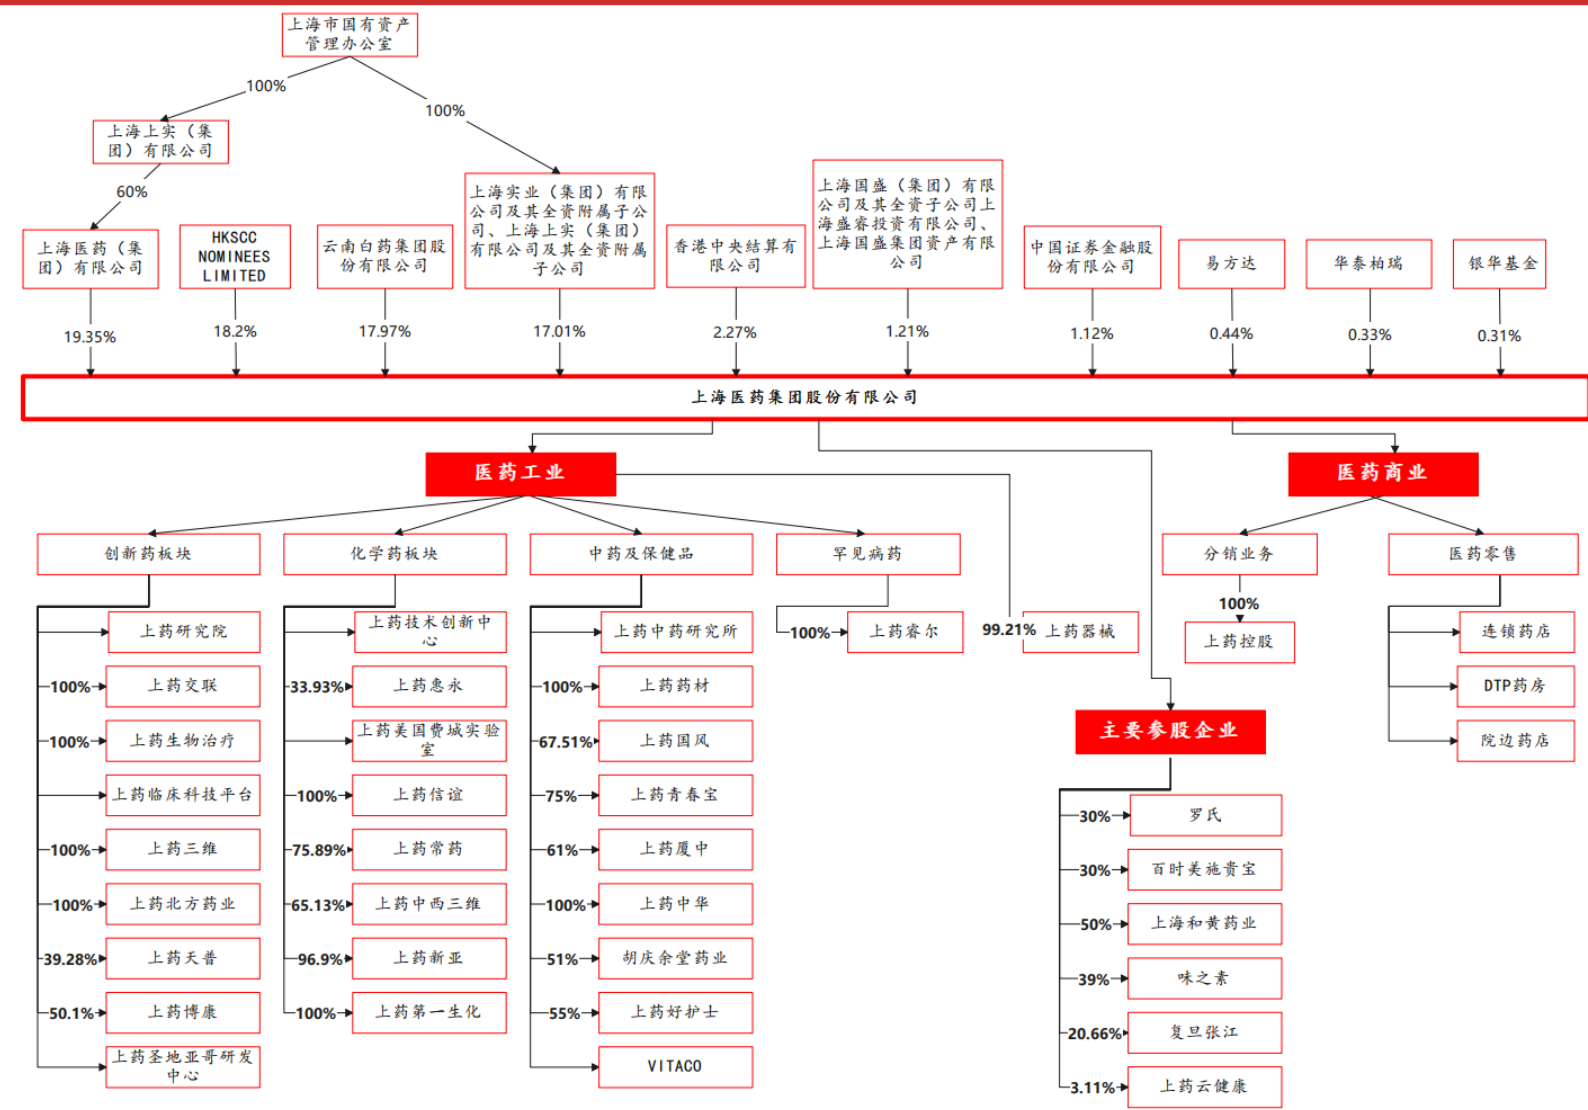 上海市国有资产
管理办公室
100%
100%
上海上实（集
团）有限公司
60%
上海医药（集
团）有限公司
HKSCC
NOMINEES
LIMITED
云南白药集团股
份有限公司
上海实业（集团）有限
公司及其全资附属子公
司、上海上实（集团）
有限公司及其全资附属
子公司
香港中央结算有
限公司
上海国盛（集团）有限
公司及其全资子公司上
海盛睿投资有限公司、
上海国盛集团资产有限
公司
中国证券金融股
份有限公司
易方达
华泰柏瑞
银华基金
19.35%
18.2%
17.97%
17.01%
2.27%
1.21%
1.12%
0.44%
0.33%
0.31%
上海医药集团股份有限公司
医药工业
医药商业
创新药板块
化学药板块
中药及保健品
罕见病药
分销业务
医药零售
上药研究院
100%
上药交联
100%
上药生物治疗
上药临床科技平台
100%
上药三维
100%
上药北方药业
39.28%
上药天普
50.1%
上药博康
上药圣地亚哥研发
中心
上药技术创新中
心
33.93%
上药惠永
上药美国费城实验
室
100%
上药信谊
75.89%
上药常药
65.13%
上药中西三维
96.9%
上药新亚
100%
上药第一生化
上药中药研究所
100%
上药药材
67.51%
上药国风
75%
上药青春宝
61%
上药厦中
100%
上药中华
51%
胡庆余堂药业
55%
上药好护士
VITACO
100%
上药睿尔
99.21%
上药器械
主要参股企业
30%
罗氏
30%
百时美施贵宝
50%
上海和黄药业
39%
味之素
20.66%
复旦张江
3.11%
上药云健康
100%
上药控股
连锁药店
DTP药房
院边药店